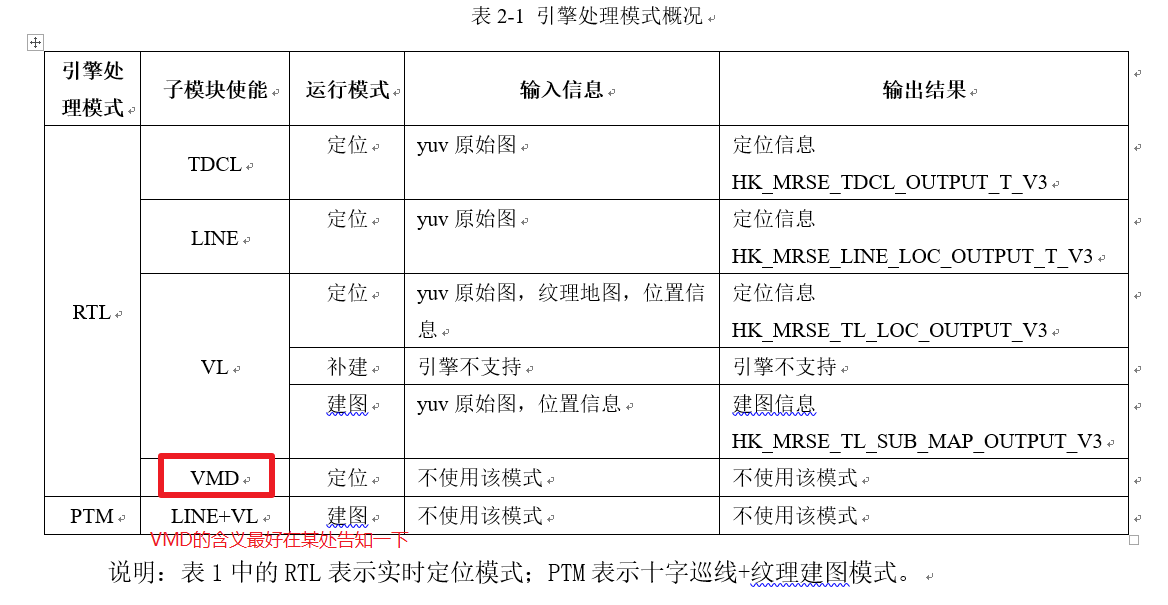 表 2-1 引擎处理模式概况
引擎处
理模式
子模块使能
运行模式
输入信息
输出结果
RTL
TDCL
定位
yuv 原始图
定位信息
HK_MRSE_TDCL_OUTPUT_T_V3
LINE
定位
yuv 原始图
定位信息
HK_MRSE_LINE_LOC_OUTPUT_T_V3
VL
定位
yuv 原始图，纹理地图，位置信
息
定位信息
HK_MRSE_TL_LOC_OUTPUT_V3
补建
引擎不支持
引擎不支持
建图
yuv 原始图，位置信息
建图信息
HK_MRSE_TL_SUB_MAP_OUTPUT_V3
VMD
定位
不使用该模式
不使用该模式
PTM
LINE+VL
建图
不使用该模式
不使用该模式
VMD的含义最好在某处告知一下
说明：表 1 中的 RTL 表示实时定位模式；PTM 表示十字巡线+纹理建图模式。